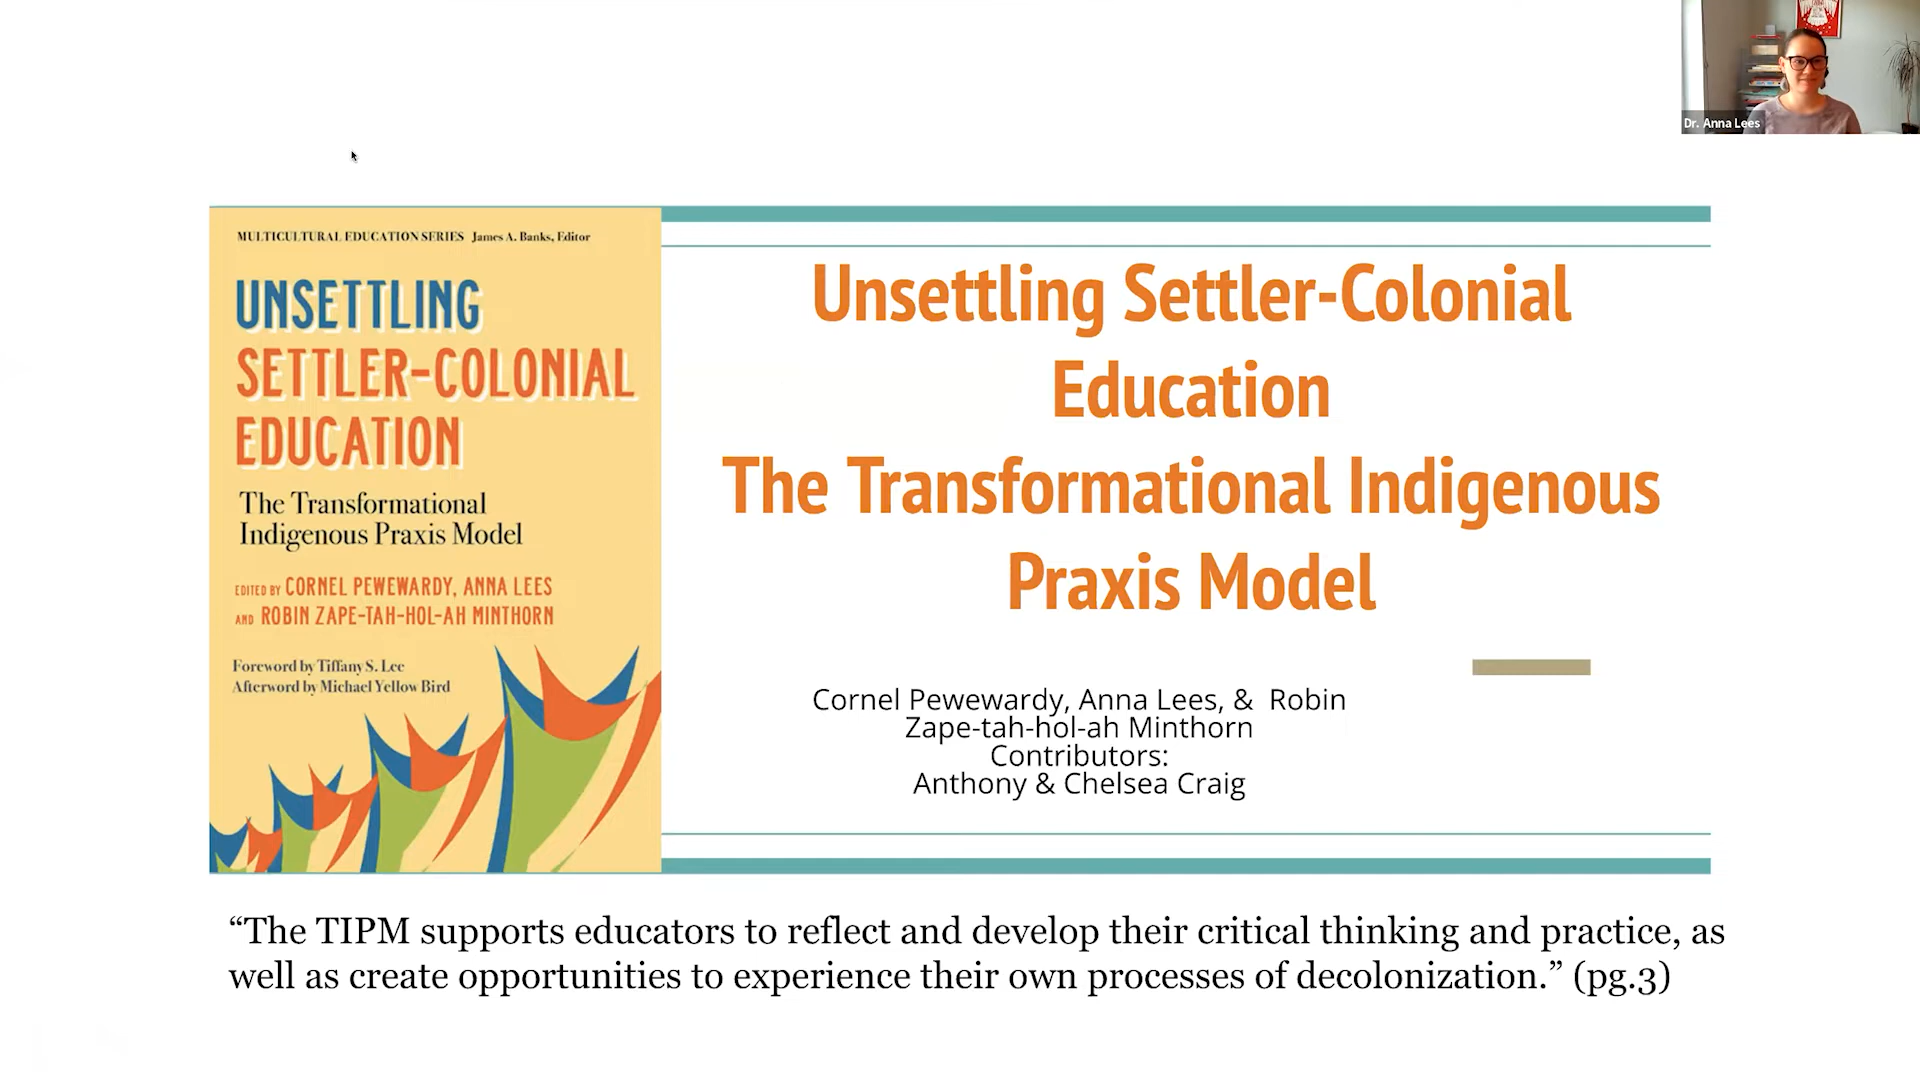 Dr. Anna Lees
MULTICULTURAL EDUCATION SERIES James A. Banks, Editor
UNSETTLING
SETTLER-COLONIAL
EDUCATION
The Transformational
Indigenous Praxis Model
EDITED BY CORNEL PEWEWARDY, ANNA LEES
AND ROBIN ZAPE-TAH-HOL-AH MINTHORN
Foreword by Tiffany S. Lee
Afterword by Michael Yellow Bird
Unsettling Settler-Colonial
Education
The Transformational Indigenous
Praxis Model
Cornel Pewewardy, Anna Lees, & Robin
Zape-tah-hol-ah Minthorn
Contributors:
Anthony & Chelsea Craig
“The TIPM supports educators to reflect and develop their critical thinking and practice, as
well as create opportunities to experience their own processes of decolonization.” (pg.3)